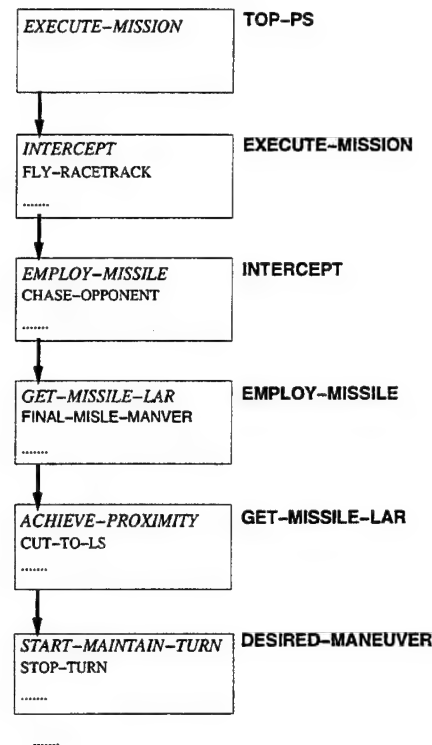 EXECUTE–MISSION TOP–PS
INTERCEPT EXECUTE–MISSION
FLY–RACETRACK
.......
EMPLOY–MISSILE INTERCEPT
CHASE–OPPONENT
.......
GET–MISSILE–LAR EMPLOY–MISSILE
FINAL–MISLE–MANVER
.......
ACHIEVE–PROXIMITY GET–MISSILE–LAR
CUT–TO–LS
.......
START–MAINTAIN–TURN DESIRED–MANEUVER
STOP–TURN
.......
.......